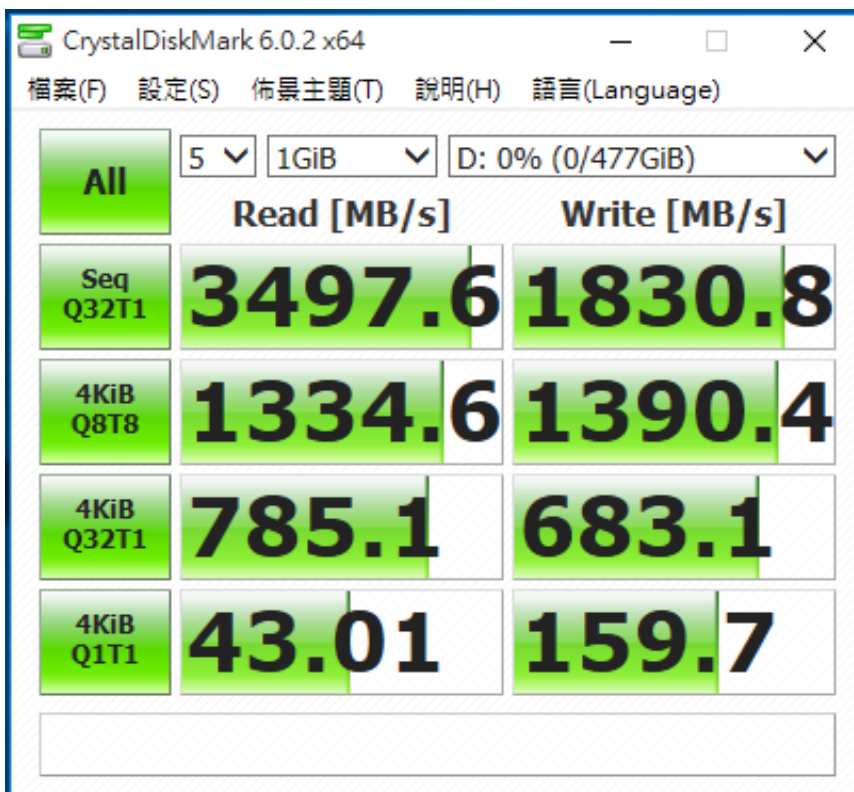 CrystalDiskMark 6.0.2 x64
檔案(F) 設定(S) 佈景主題(T) 說明(H) 語言(Language)
All 5 1GiB D: 0% (0/477GiB)
Read [MB/s] Write [MB/s]
Seq
Q32T1 3497.6 1830.8
4KiB
Q8T8 1334.6 1390.4
4KiB
Q32T1 785.1 683.1
4KiB
Q1T1 43.01 159.7